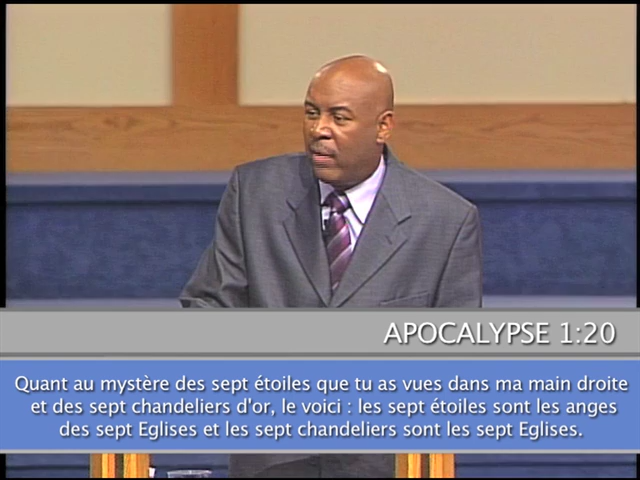 APOCALYPSE 1:20
Quant au mystère des sept étoiles que tu as vues dans ma main droite
et des sept chandeliers d'or, le voici : les sept étoiles sont les anges
des sept Eglises et les sept chandeliers sont les sept Eglises.